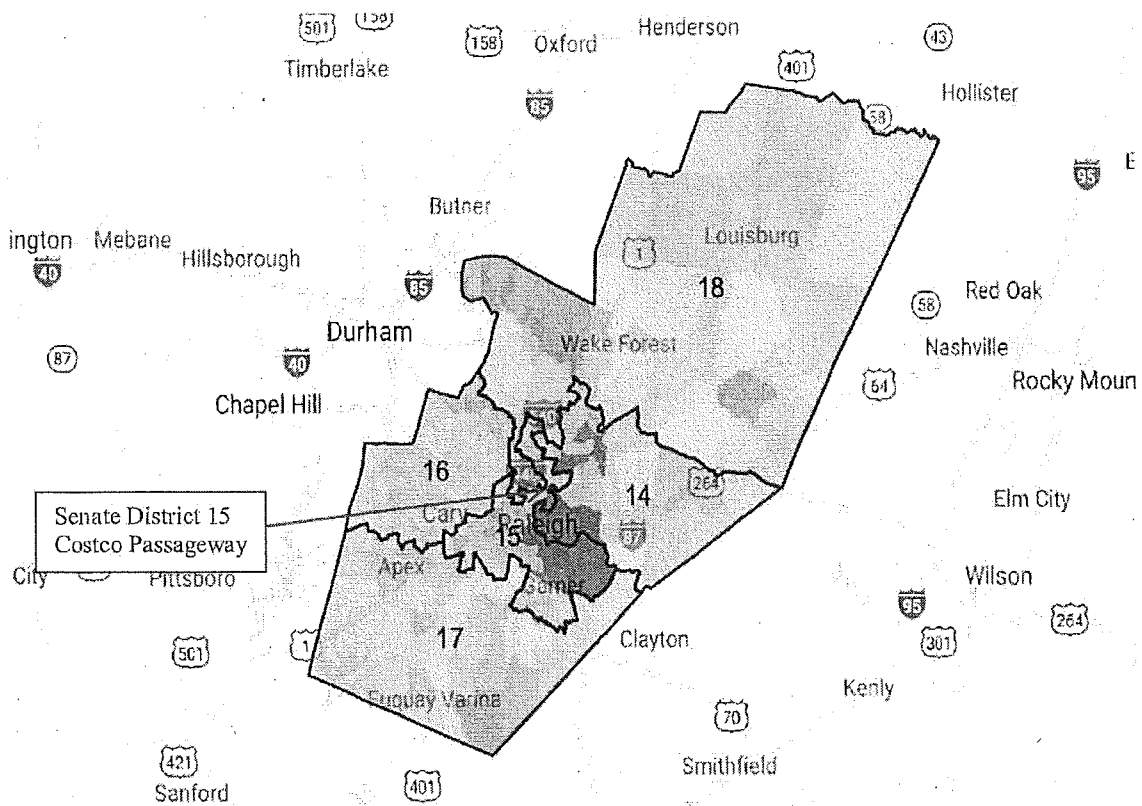 501
158
158
Oxford
Henderson
43
Timberlake
401
85
58
Hollister
95
E
Butner
ington
Mebane
Hillsborough
Louisburg
40
85
1
18
58
Red Oak
Durham
87
40
Wake Forest
Nashville
64
Rocky Moun
Chapel Hill
16
14
264
Elm City
Senate District 15
Costco Passageway
Cary
Raleigh
15
87
City
Pittsboro
Apex
Garner
Wilson
95
264
17
Clayton
501
1
301
Kenly
Fuquay Varina
70
421
Smithfield
Sanford
401